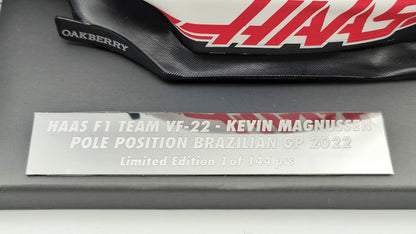 HAAS
OAKBERRY
HAAS F1 TEAM VF-22 - KEVIN MAGNUSSEN
POLE POSITION BRAZILIAN GP 2022
Limited Edition 1 of 144 pcs